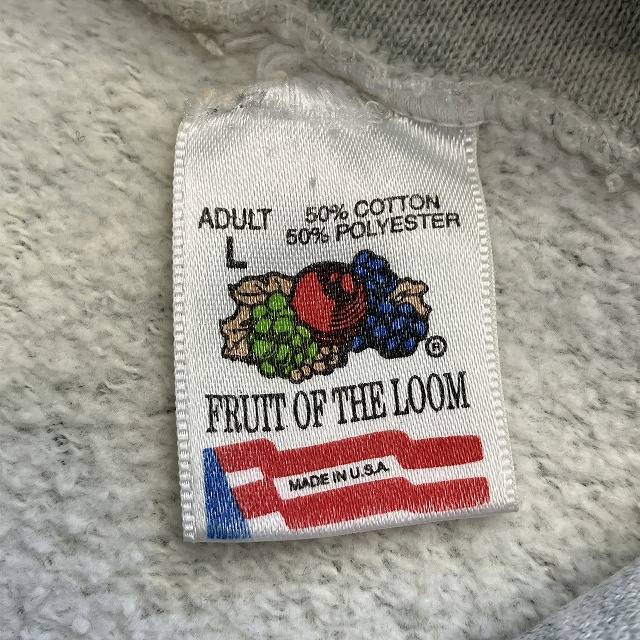 ADULT
L
50% COTTON
50% POLYESTER
®
FRUIT OF THE LOOM
MADE IN U.S.A.